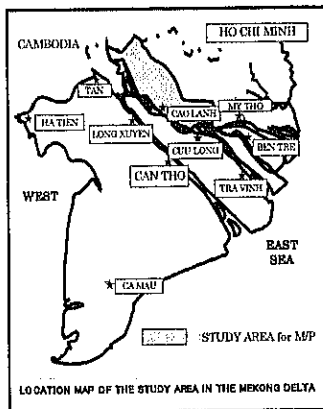 HO CHI MINH
CAMBODIA
TAN
CAO LANH
MY THO
HA TIEN
LONG XUYEN
CUU LONG
BEN TRE
CAN THO
TRA VINH
WEST
EAST
SEA
CA MAU
STUDY AREA for M/P
LOCATION MAP OF THE STUDY AREA IN THE MEKONG DELTA